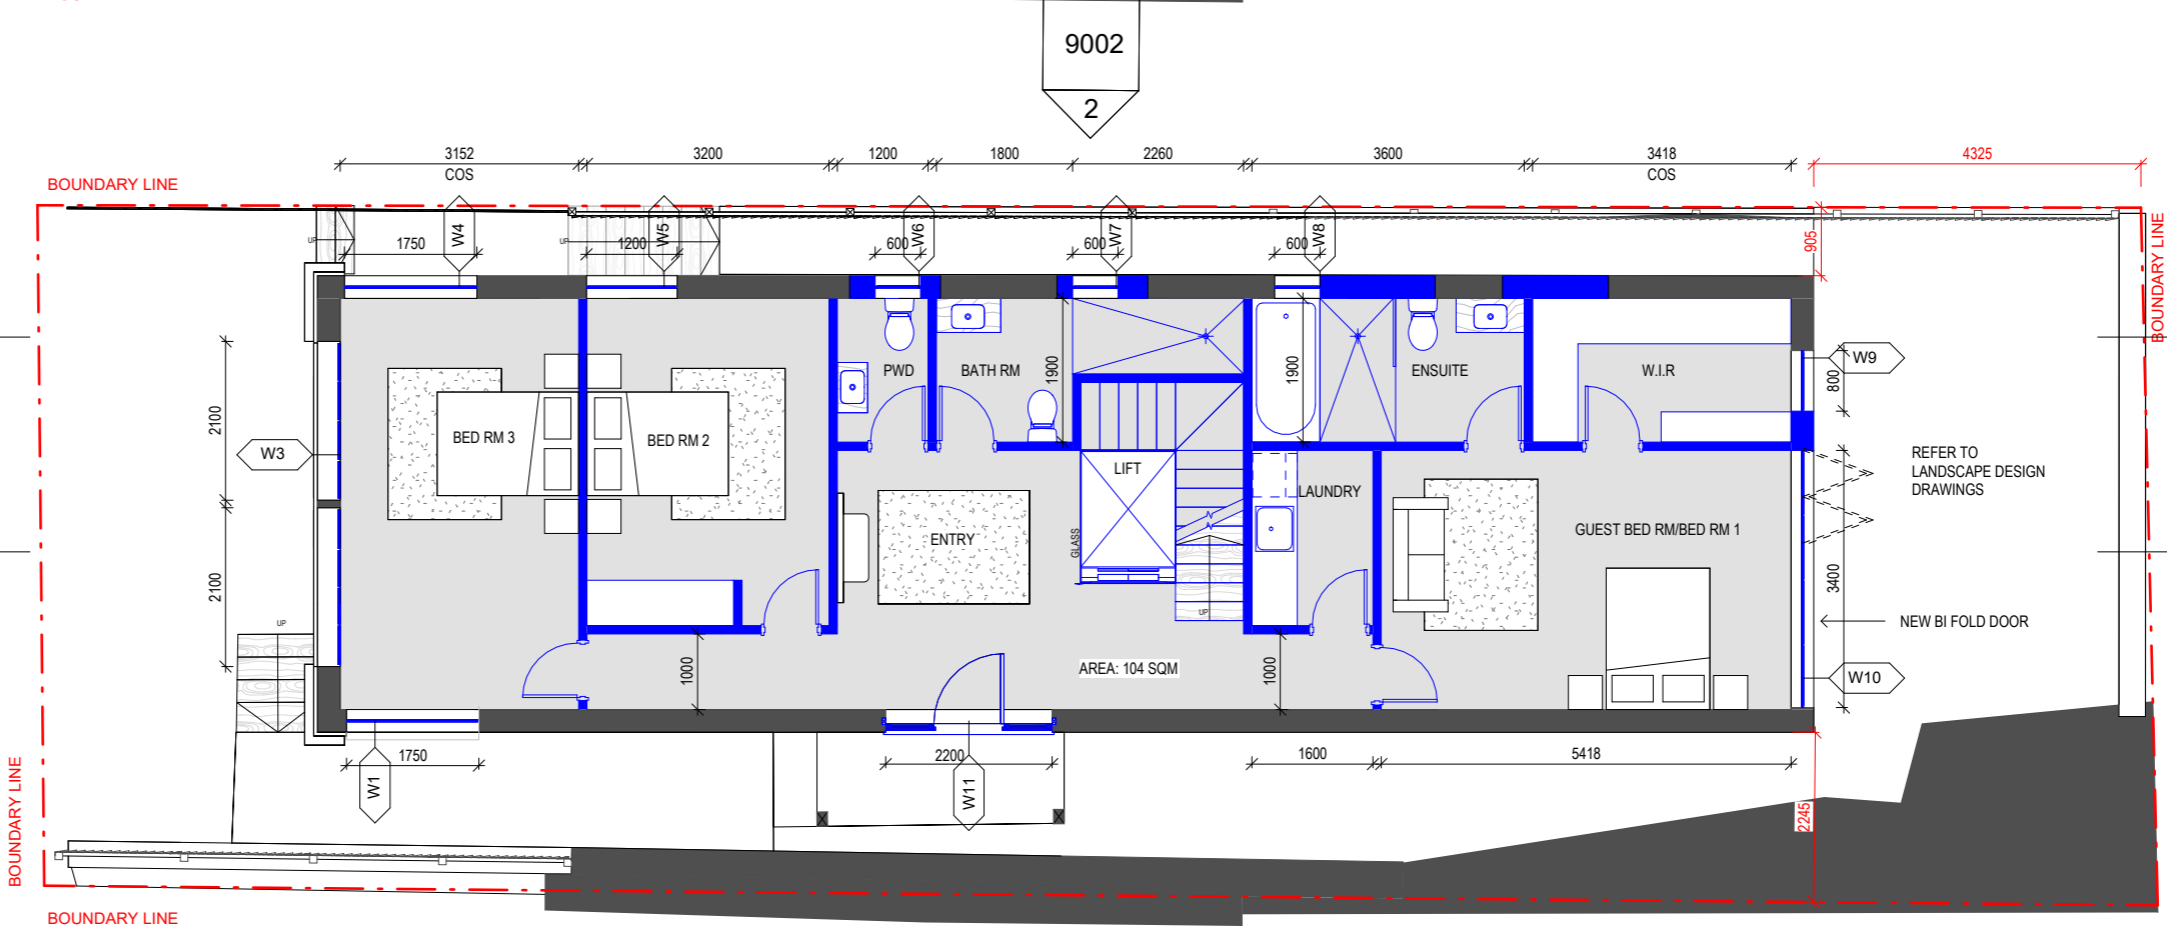 9002
2
3152
COS
3200
1200
1800
2260
3600
3418
COS
4325
BOUNDARY LINE
UP
1750
W4
UP
1200
W5
600
W6
600
W7
600
W8
905
BOUNDARY LINE
2100
W3
2100
BED RM 3
BED RM 2
PWD
BATH RM
1900
1900
ENSUITE
W.I.R
W9
800
LIFT
GLASS
LAUNDRY
ENTRY
UP
GUEST BED RM/BED RM 1
REFER TO
LANDSCAPE DESIGN
DRAWINGS
3400
NEW BI FOLD DOOR
W10
UP
1000
AREA: 104 SQM
1000
1750
W1
2200
W11
1600
5418
2245
BOUNDARY LINE
BOUNDARY LINE